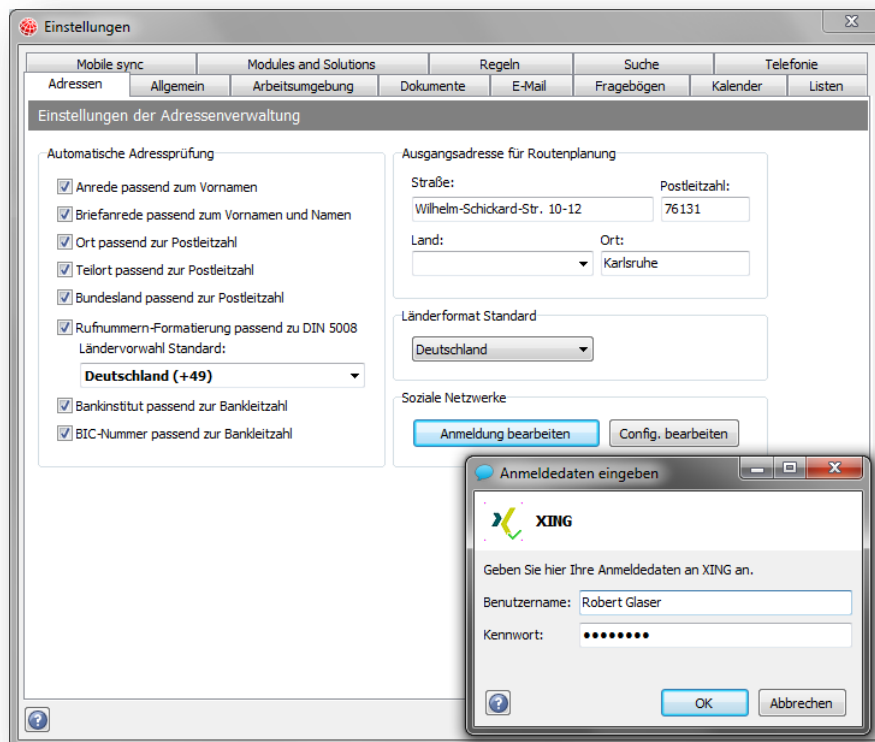 Einstellungen
Mobile sync
Modules and Solutions
Regeln
Suche
Telefonie
Adressen
Allgemein
Arbeitsumgebung
Dokumente
E-Mail
Fragebögen
Kalender
Listen
Einstellungen der Adressenverwaltung
Automatische Adressprüfung
Anrede passend zum Vornamen
Briefanrede passend zum Vornamen und Namen
Ort passend zur Postleitzahl
Teilort passend zur Postleitzahl
Bundesland passend zur Postleitzahl
Rufnummern-Formatierung passend zu DIN 5008
Ländervorwahl Standard:
Deutschland (+49)
Bankinstitut passend zur Bankleitzahl
BIC-Nummer passend zur Bankleitzahl
Ausgangsadresse für Routenplanung
Straße:
Postleitzahl:
Wilhelm-Schickard-Str. 10-12
76131
Land:
Ort:
Karlsruhe
Länderformat Standard
Deutschland
Soziale Netzwerke
Anmeldung bearbeiten
Config. bearbeiten
Anmeldedaten eingeben
XING
Geben Sie hier Ihre Anmeldedaten an XING an.
Benutzername:
Robert Glaser
Kennwort:
●●●●●●●●
OK
Abbrechen